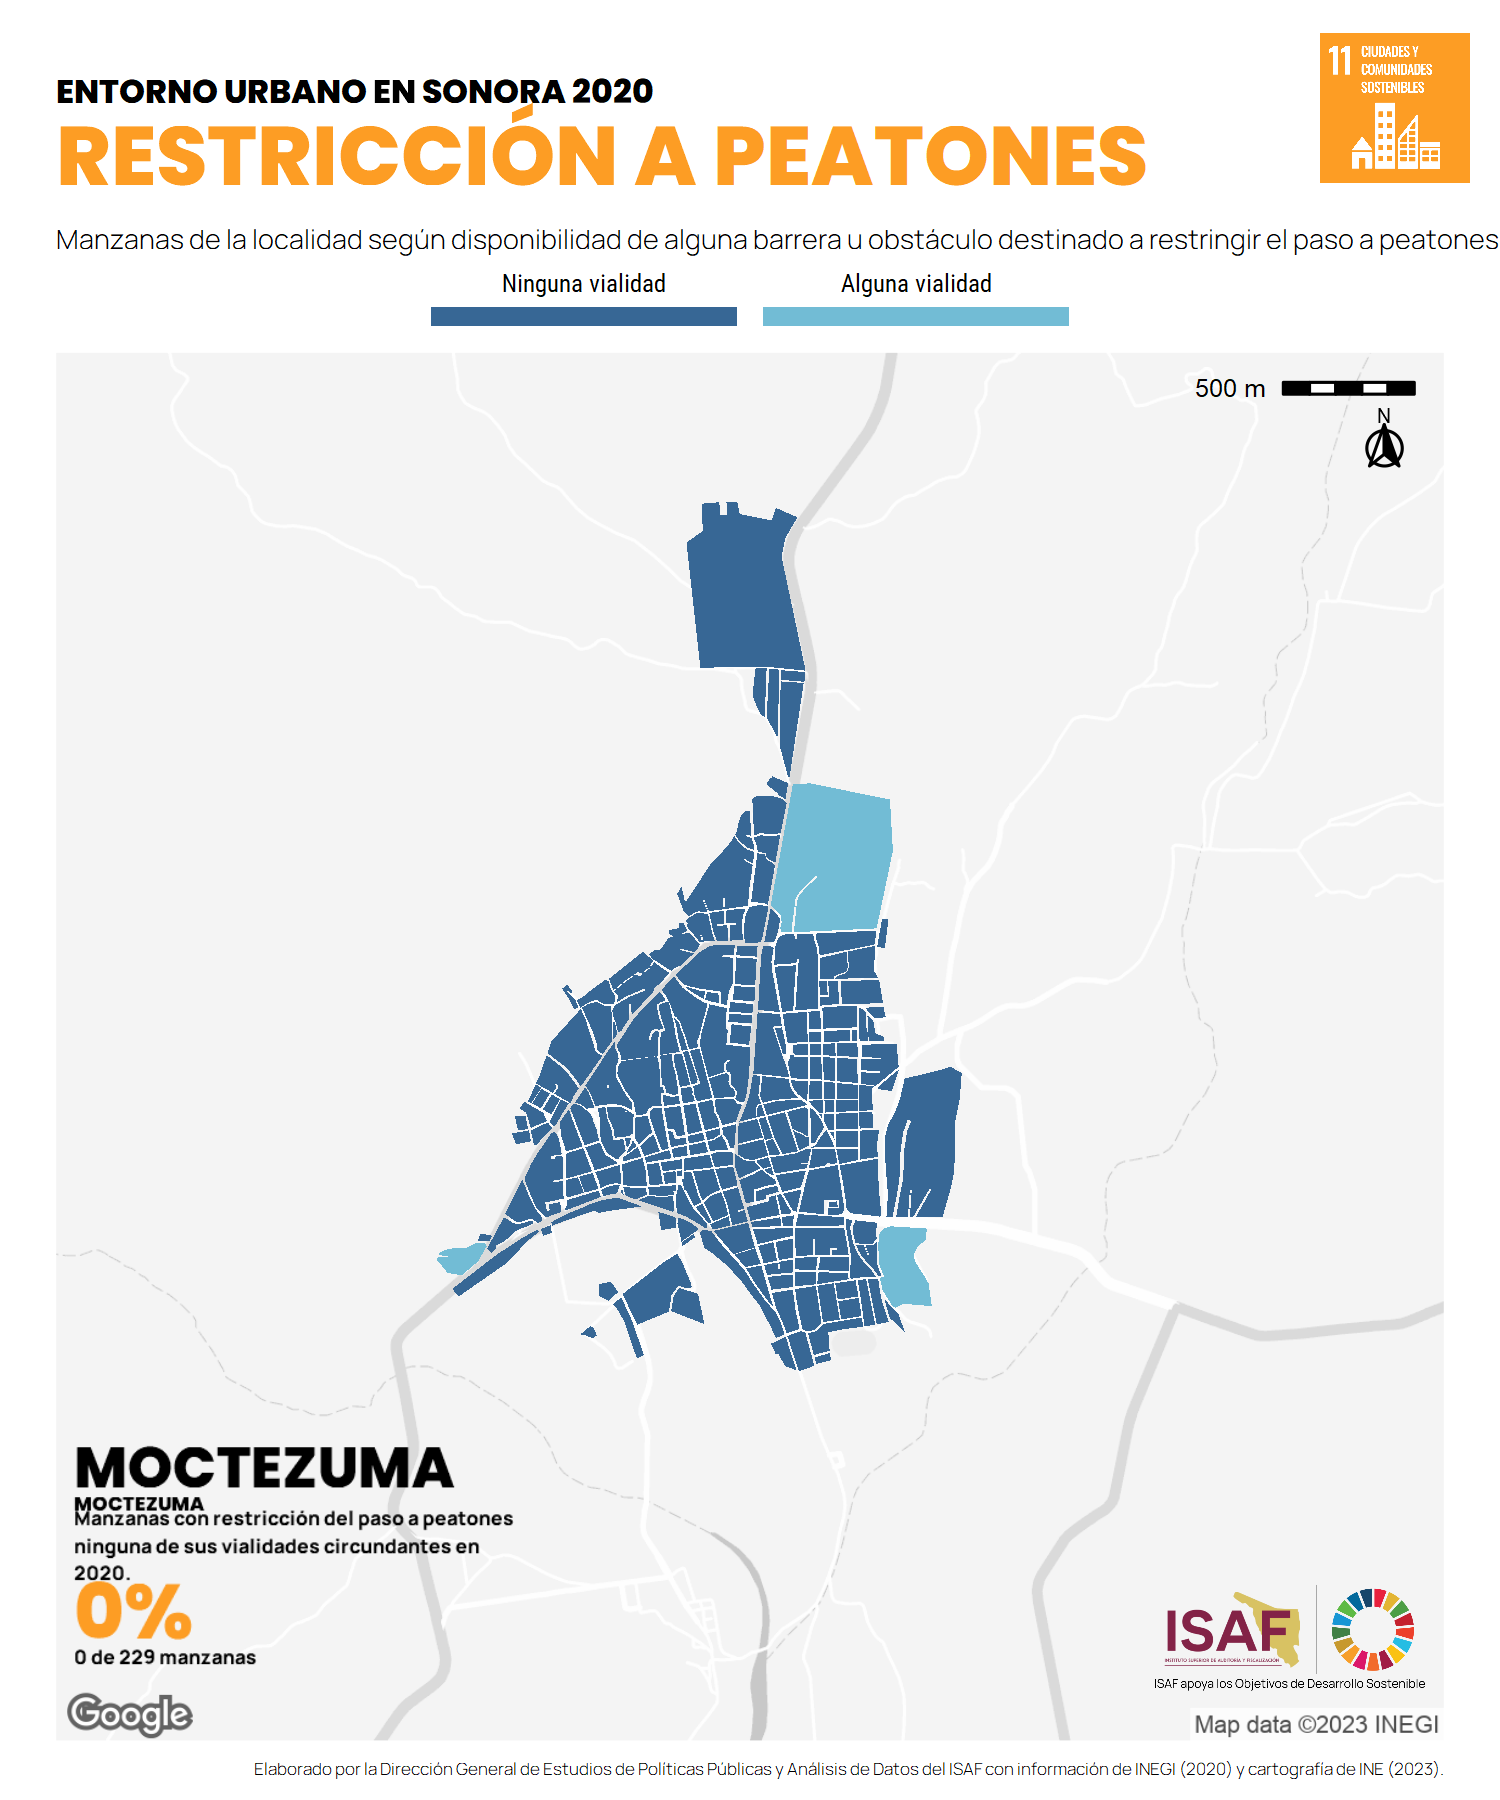 ENTORNO URBANO EN SONORA 2020
RESTRICCIÓN A PEATONES
11 CIUDADES Y
COMUNIDADES
SOSTENIBLES
Manzanas de la localidad según disponibilidad de alguna barrera u obstáculo destinado a restringir el paso a peatones
Ninguna vialidad
Alguna vialidad
500 m
N
MOCTEZUMA
MOCTEZUMA
Manzanas con restricción del paso a peatones
ninguna de sus vialidades circundantes en
2020.
0%
0 de 229 manzanas
Google
ISAF
INSTITUTO SUPERIOR DE AUDITORÍA Y FISCALIZACIÓN
ISAF apoya los Objetivos de Desarrollo Sostenible
Map data ©2023 INEGI
Elaborado por la Dirección General de Estudios de Políticas Públicas y Análisis de Datos del ISAF con información de INEGI (2020) y cartografía de INE (2023).